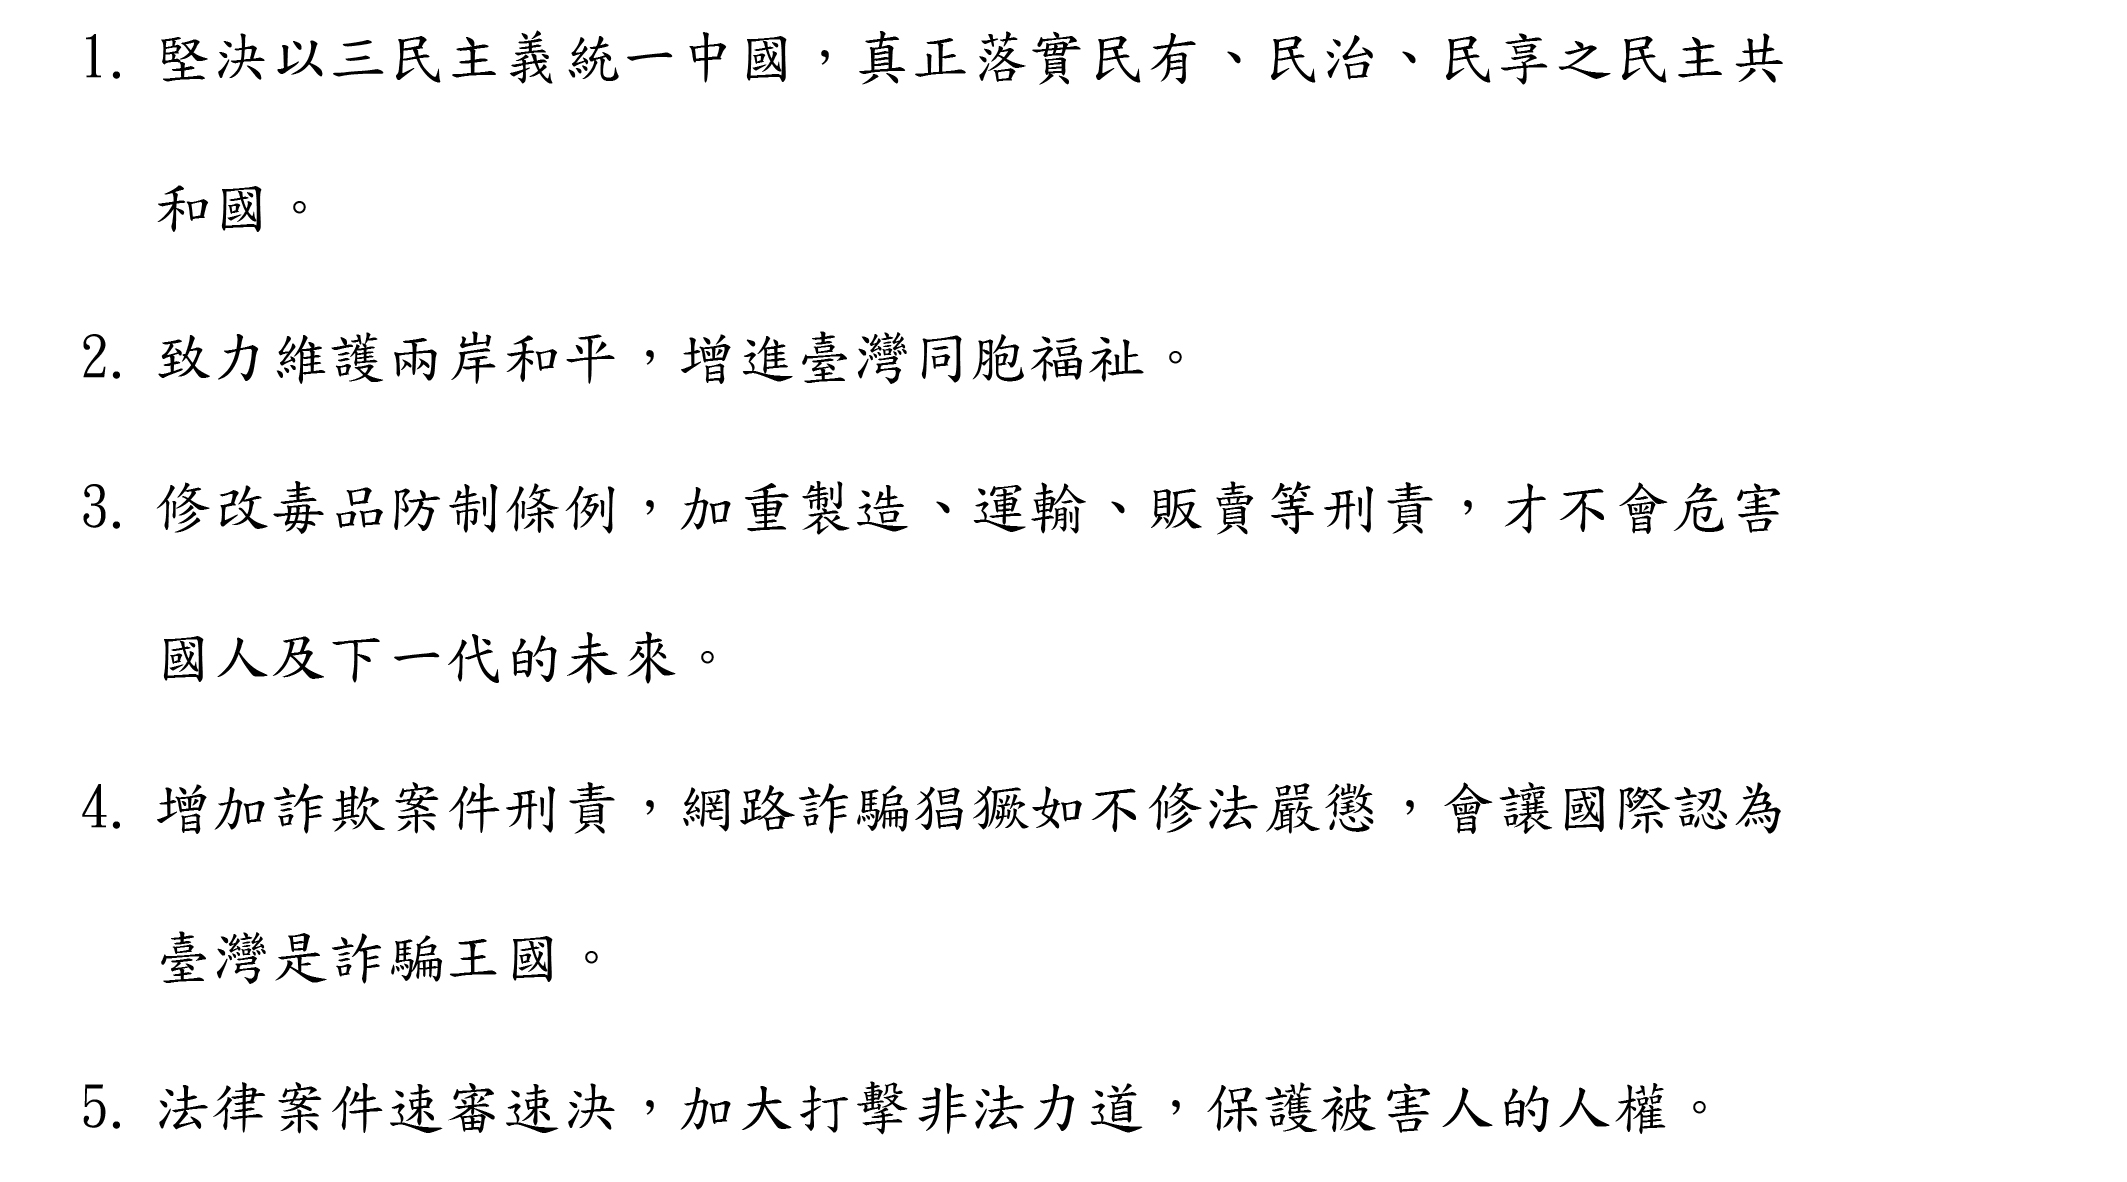 1. 堅決以三民主義統一中國，真正落實民有、民治、民享之民主共
和國。
2. 致力維護兩岸和平，增進臺灣同胞福祉。
3. 修改毒品防制條例，加重製造、運輸、販賣等刑責，才不會危害
國人及下一代的未來。
4. 增加詐欺案件刑責，網路詐騙猖獗如不修法嚴懲，會讓國際認為
臺灣是詐騙王國。
5. 法律案件速審速決，加大打擊非法力道，保護被害人的人權。